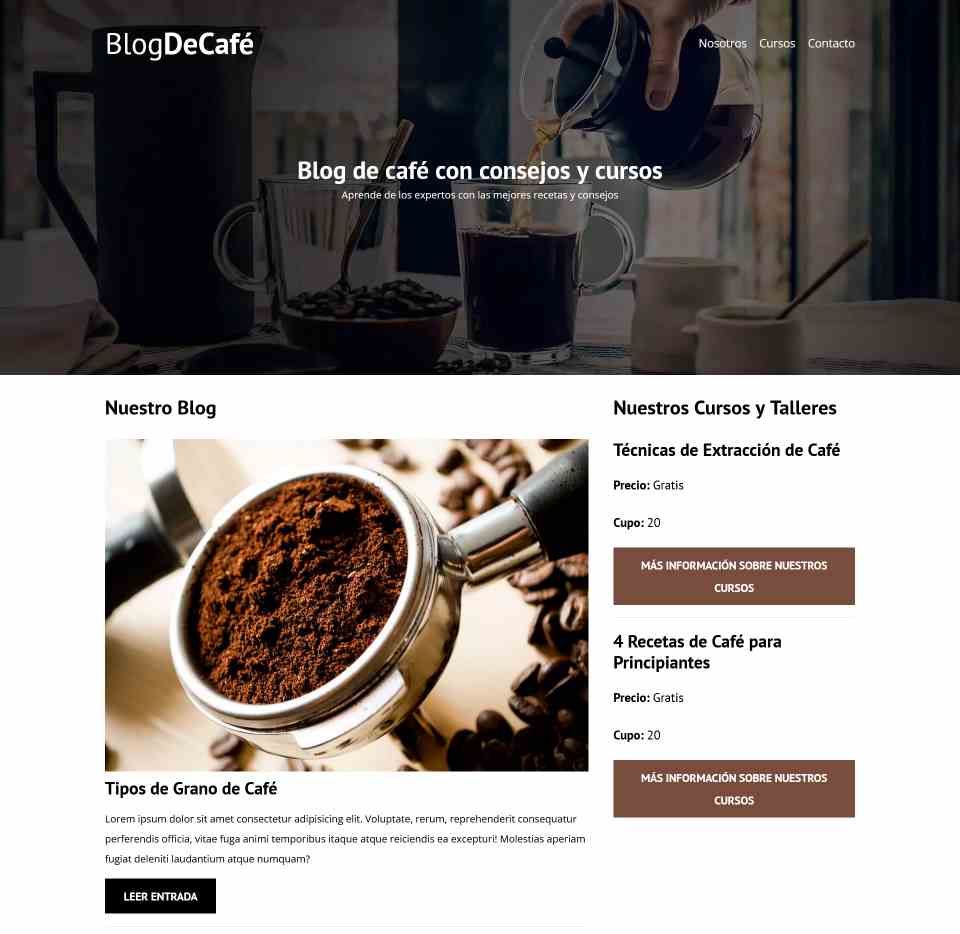 BlogDeCafé
Nosotros Cursos Contacto
Blog de café con consejos y cursos
Aprende de los expertos con las mejores recetas y consejos
Nuestro Blog
Tipos de Grano de Café
Lorem ipsum dolor sit amet consectetur adipisicing elit. Voluptate, rerum, reprehenderit consequatur
perferendis officia, vitae fuga animi temporibus itaque atque reiciendis ea excepturi! Molestias aperiam
fugiat deleniti laudantium atque numquam?
LEER ENTRADA
Nuestros Cursos y Talleres
Técnicas de Extracción de Café
Precio: Gratis
Cupo: 20
MÁS INFORMACIÓN SOBRE NUESTROS
CURSOS
4 Recetas de Café para
Principiantes
Precio: Gratis
Cupo: 20
MÁS INFORMACIÓN SOBRE NUESTROS
CURSOS